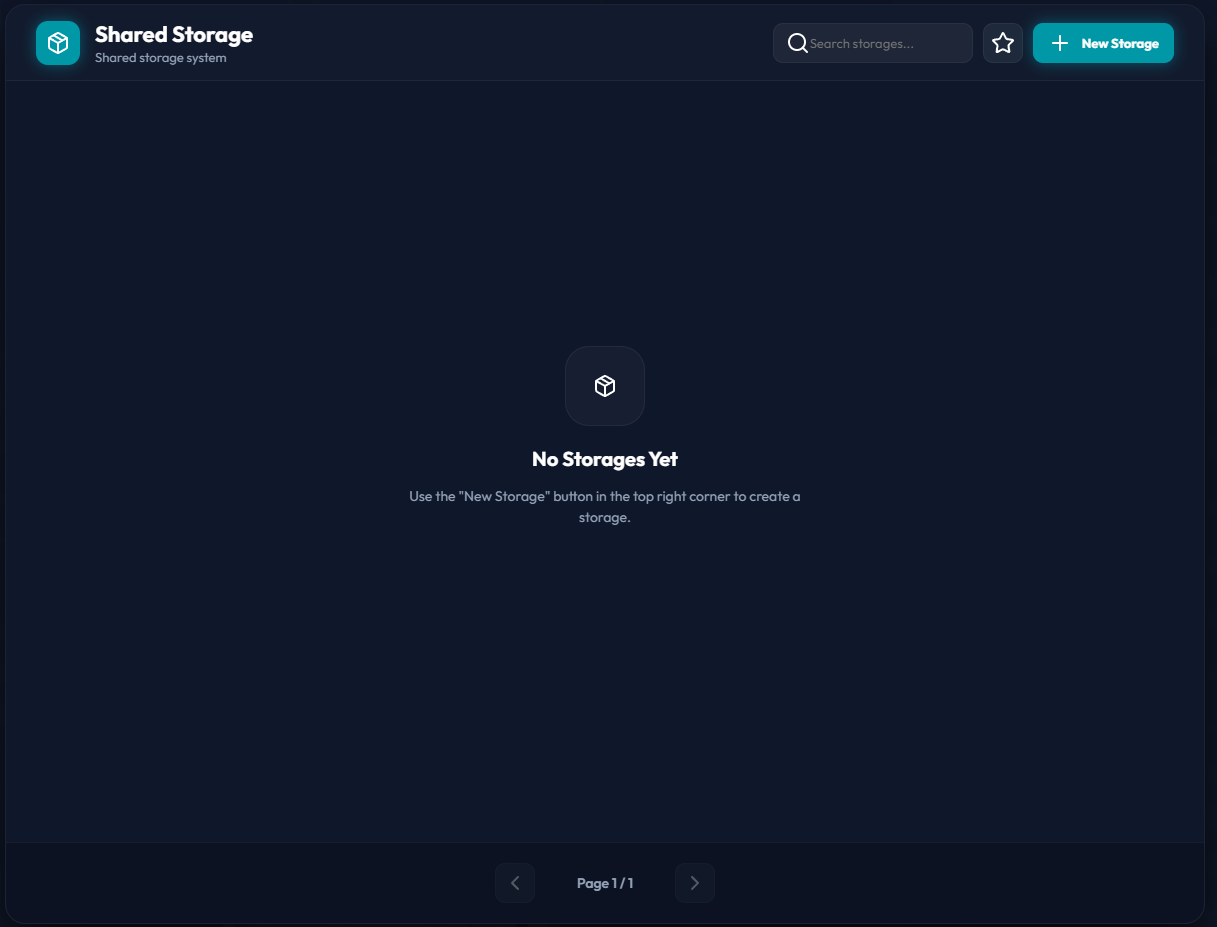 Shared Storage
Shared storage system
Search storages...
New Storage
No Storages Yet
Use the "New Storage" button in the top right corner to create a
storage.
Page 1 / 1